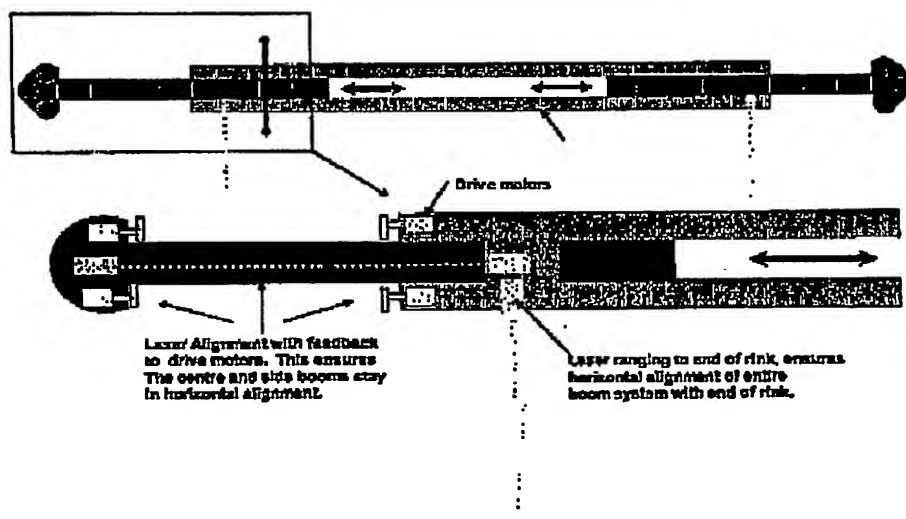 Drive motors
Laser Alignment with feedback
to drive motors. This ensures
The centre and side booms stay
in horizontal alignment.
Laser ranging to end of rink, ensures
horizontal alignment of entire
boom system with end of rink.